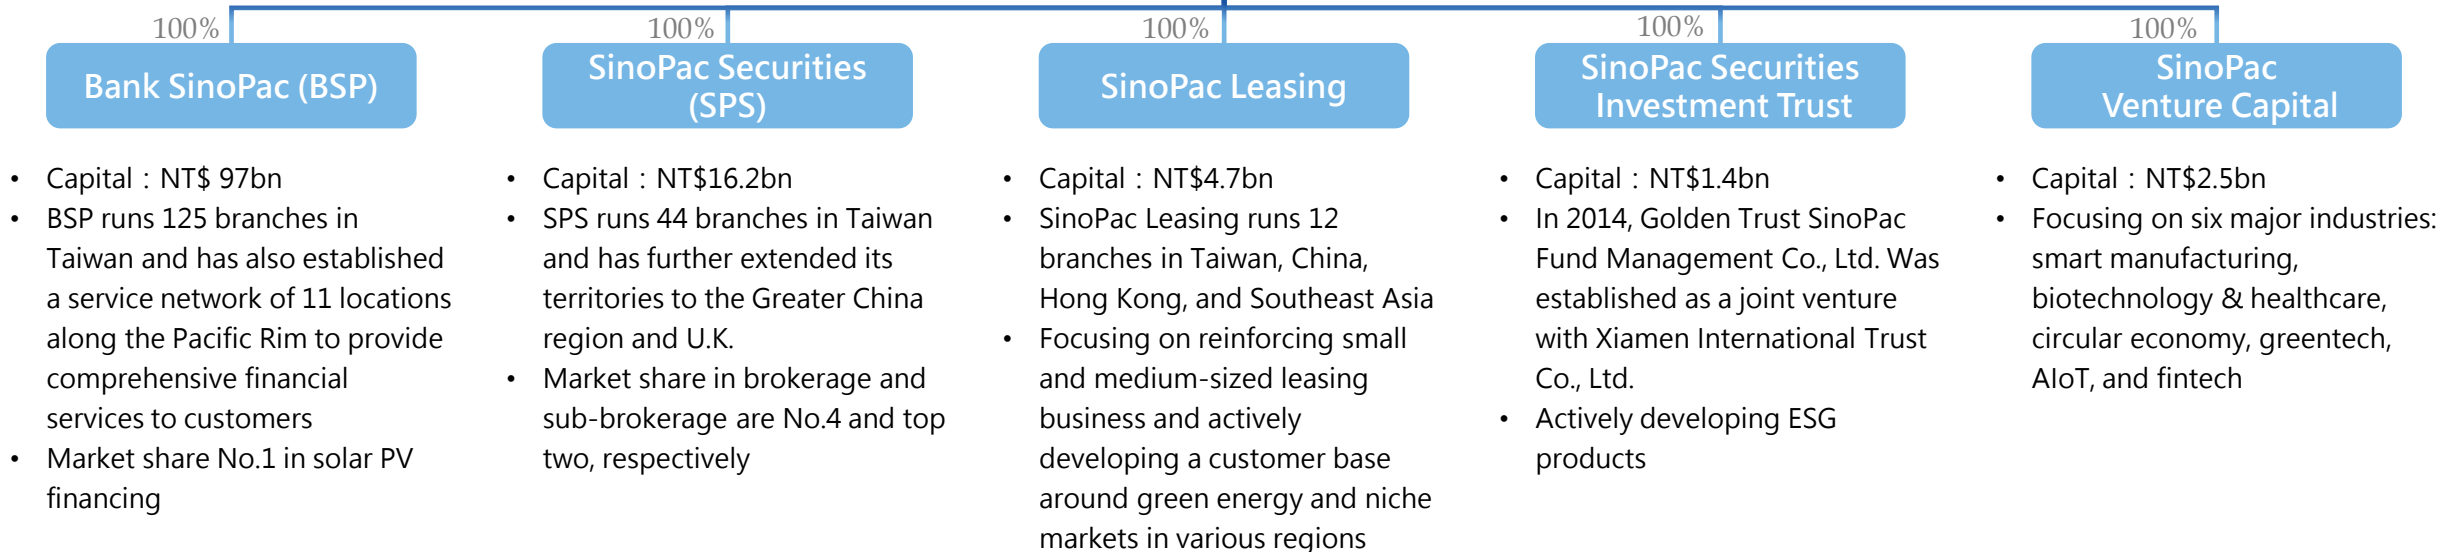 100%
Bank SinoPac (BSP)
• Capital：NT$ 97bn
• BSP runs 125 branches in
Taiwan and has also established
a service network of 11 locations
along the Pacific Rim to provide
comprehensive financial
services to customers
• Market share No.1 in solar PV
financing
100%
SinoPac Securities
(SPS)
• Capital：NT$16.2bn
• SPS runs 44 branches in Taiwan
and has further extended its
territories to the Greater China
region and U.K.
• Market share in brokerage and
sub-brokerage are No.4 and top
two, respectively
100%
SinoPac Leasing
• Capital：NT$4.7bn
• SinoPac Leasing runs 12
branches in Taiwan, China,
Hong Kong, and Southeast Asia
• Focusing on reinforcing small
and medium-sized leasing
business and actively
developing a customer base
around green energy and niche
markets in various regions
100%
SinoPac Securities
Investment Trust
• Capital：NT$1.4bn
• In 2014, Golden Trust SinoPac
Fund Management Co., Ltd. Was
established as a joint venture
with Xiamen International Trust
Co., Ltd.
• Actively developing ESG
products
100%
SinoPac
Venture Capital
• Capital：NT$2.5bn
• Focusing on six major industries:
smart manufacturing,
biotechnology & healthcare,
circular economy, greentech,
AIoT, and fintech